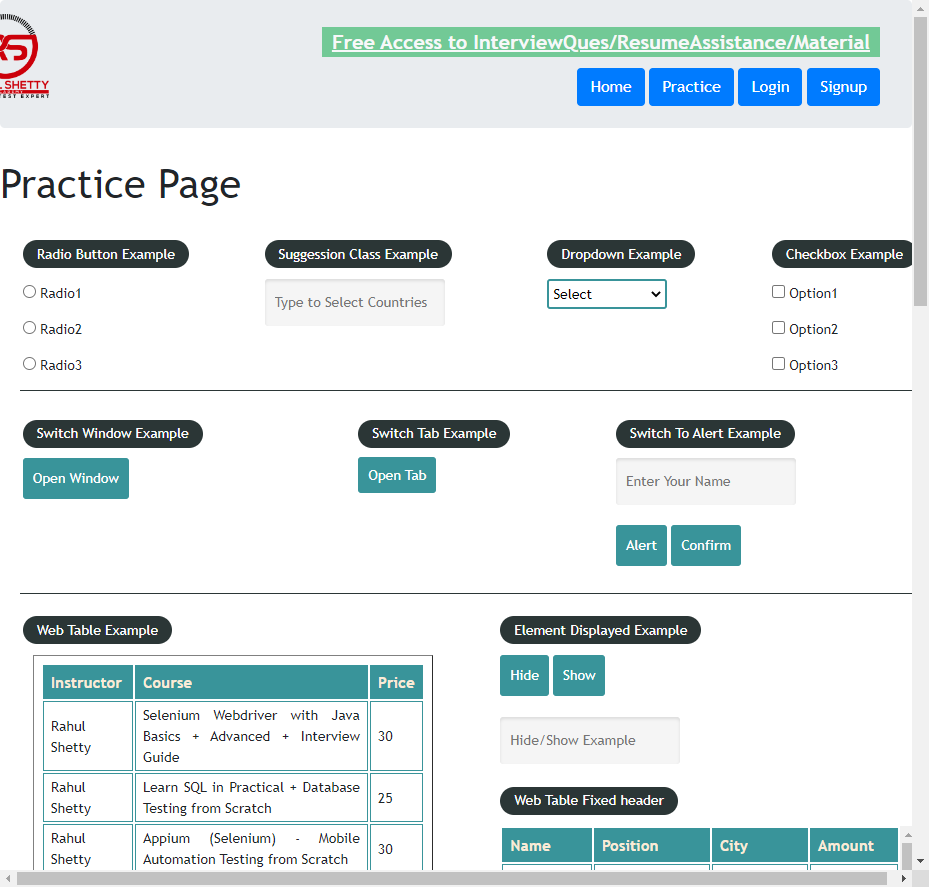 Free Access to InterviewQues/ResumeAssistance/Material
RS
L SHETTY
TEST EXPERT
Home Practice Login Signup
Practice Page
Radio Button Example
Radio1
Radio2
Radio3
Suggession Class Example
Type to Select Countries
Dropdown Example
Select
Checkbox Example
Option1
Option2
Option3
Switch Window Example
Open Window
Switch Tab Example
Open Tab
Switch To Alert Example
Enter Your Name
Alert Confirm
Web Table Example
Instructor Course Price
Rahul Shetty Selenium Webdriver with Java Basics + Advanced + Interview Guide 30
Rahul Shetty Learn SQL in Practical + Database Testing from Scratch 25
Rahul Shetty Appium (Selenium) - Mobile Automation Testing from Scratch 30
Element Displayed Example
Hide Show
Hide/Show Example
Web Table Fixed header
Name Position City Amount